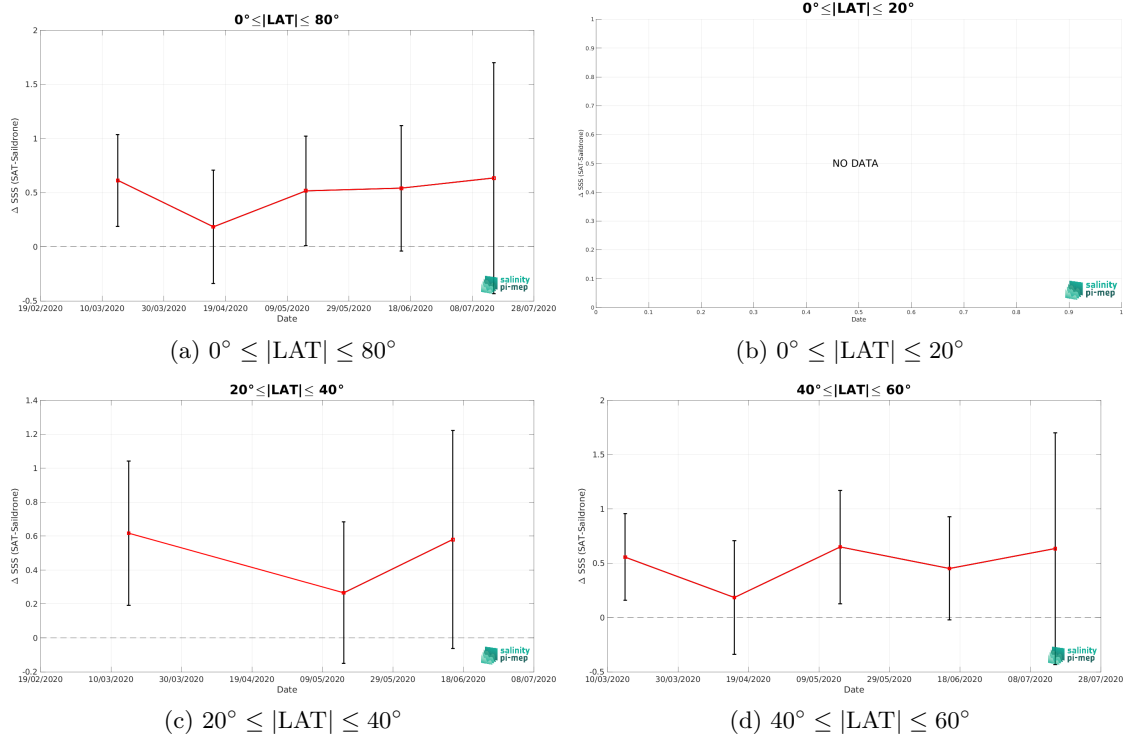 0°≤|LAT|≤ 80°
Δ SSS (SAT-Saildrone)
2
1.5
1
0.5
0
-0.5
19/02/2020 10/03/2020 30/03/2020 19/04/2020 09/05/2020 29/05/2020 18/06/2020 08/07/2020 28/07/2020
Date
salinity
pi-mep
(a) 0° ≤ |LAT| ≤ 80°
0°≤|LAT|≤ 20°
Δ SSS (SAT-Saildrone)
1
0.9
0.8
0.7
0.6
0.5
0.4
0.3
0.2
0.1
0
NO DATA
0 0.1 0.2 0.3 0.4 0.5 0.6 0.7 0.8 0.9 1
Date
salinity
pi-mep
(b) 0° ≤ |LAT| ≤ 20°
20°≤|LAT|≤ 40°
Δ SSS (SAT-Saildrone)
1.4
1.2
1
0.8
0.6
0.4
0.2
0
-0.2
19/02/2020 10/03/2020 30/03/2020 19/04/2020 09/05/2020 29/05/2020 18/06/2020 08/07/2020
Date
salinity
pi-mep
(c) 20° ≤ |LAT| ≤ 40°
40°≤|LAT|≤ 60°
Δ SSS (SAT-Saildrone)
2
1.5
1
0.5
0
-0.5
10/03/2020 30/03/2020 19/04/2020 09/05/2020 29/05/2020 18/06/2020 08/07/2020 28/07/2020
Date
salinity
pi-mep
(d) 40° ≤ |LAT| ≤ 60°